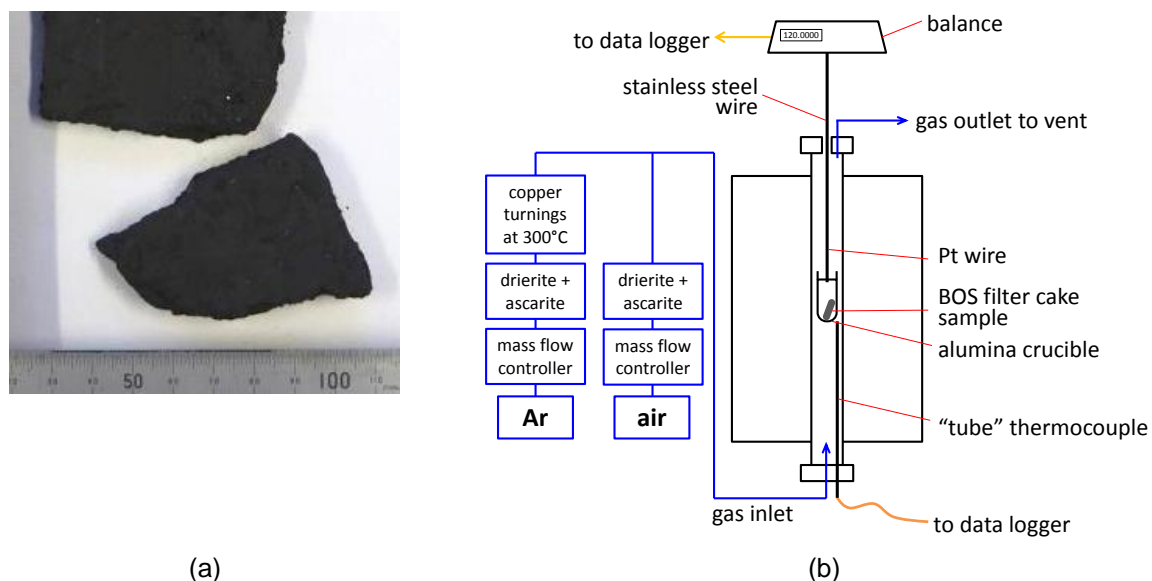 50
100
to data logger
120.0000
balance
stainless steel
wire
gas outlet to vent
copper
turnings
at 300°C
drierite +
ascarite
drierite +
ascarite
mass flow
controller
mass flow
controller
Ar
air
Pt wire
BOS filter cake
sample
alumina crucible
"tube" thermocouple
gas inlet
to data logger
(a)
(b)